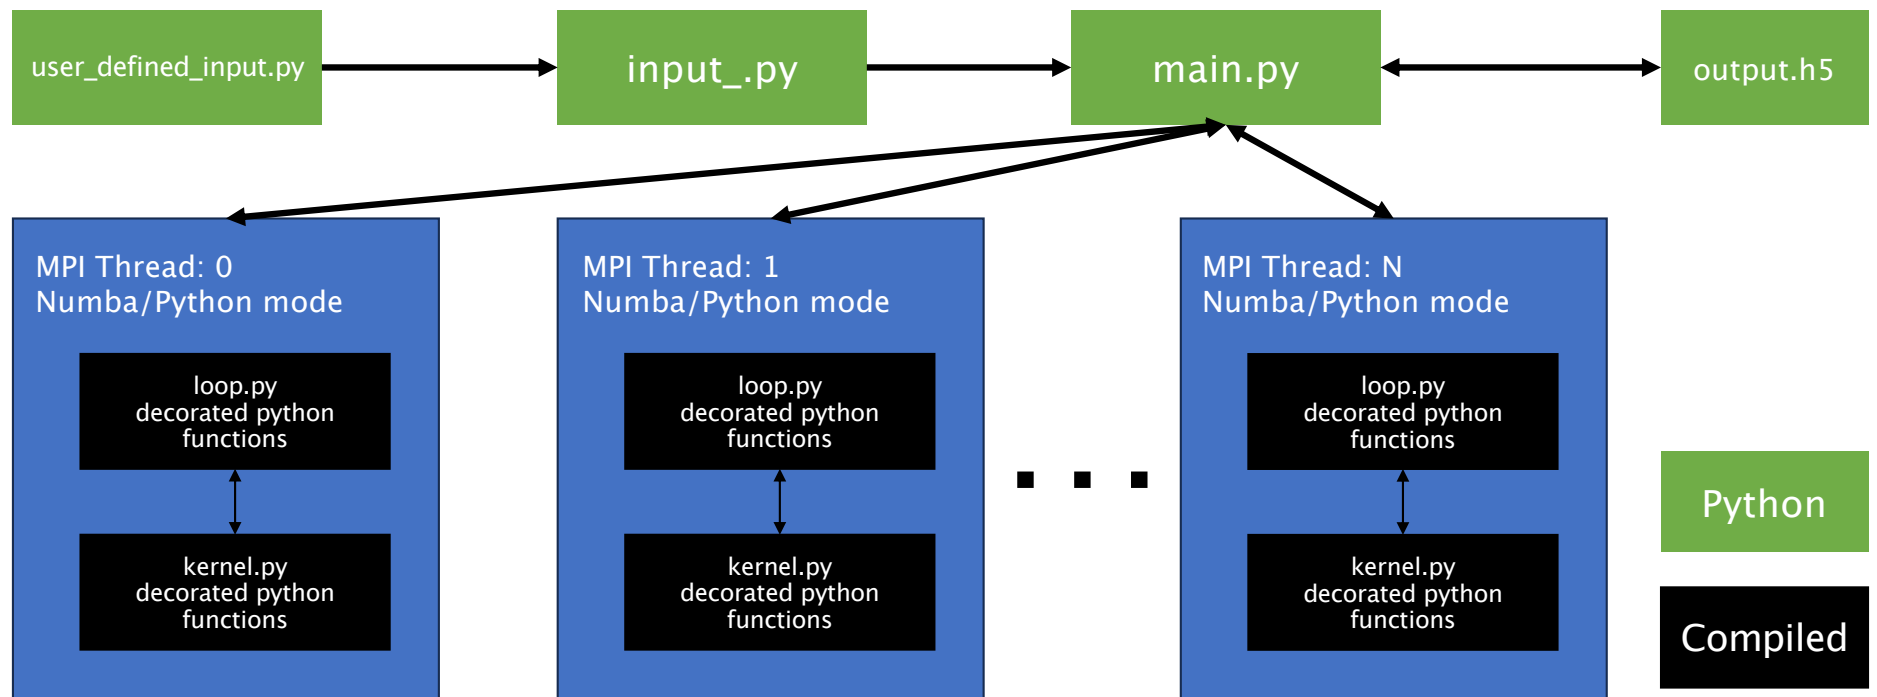 user_defined_input.py
input_.py
main.py
output.h5
MPI Thread: 0
Numba/Python mode
loop.py
decorated python
functions
kernel.py
decorated python
functions
MPI Thread: 1
Numba/Python mode
loop.py
decorated python
functions
kernel.py
decorated python
functions
. . .
MPI Thread: N
Numba/Python mode
loop.py
decorated python
functions
kernel.py
decorated python
functions
Python
Compiled